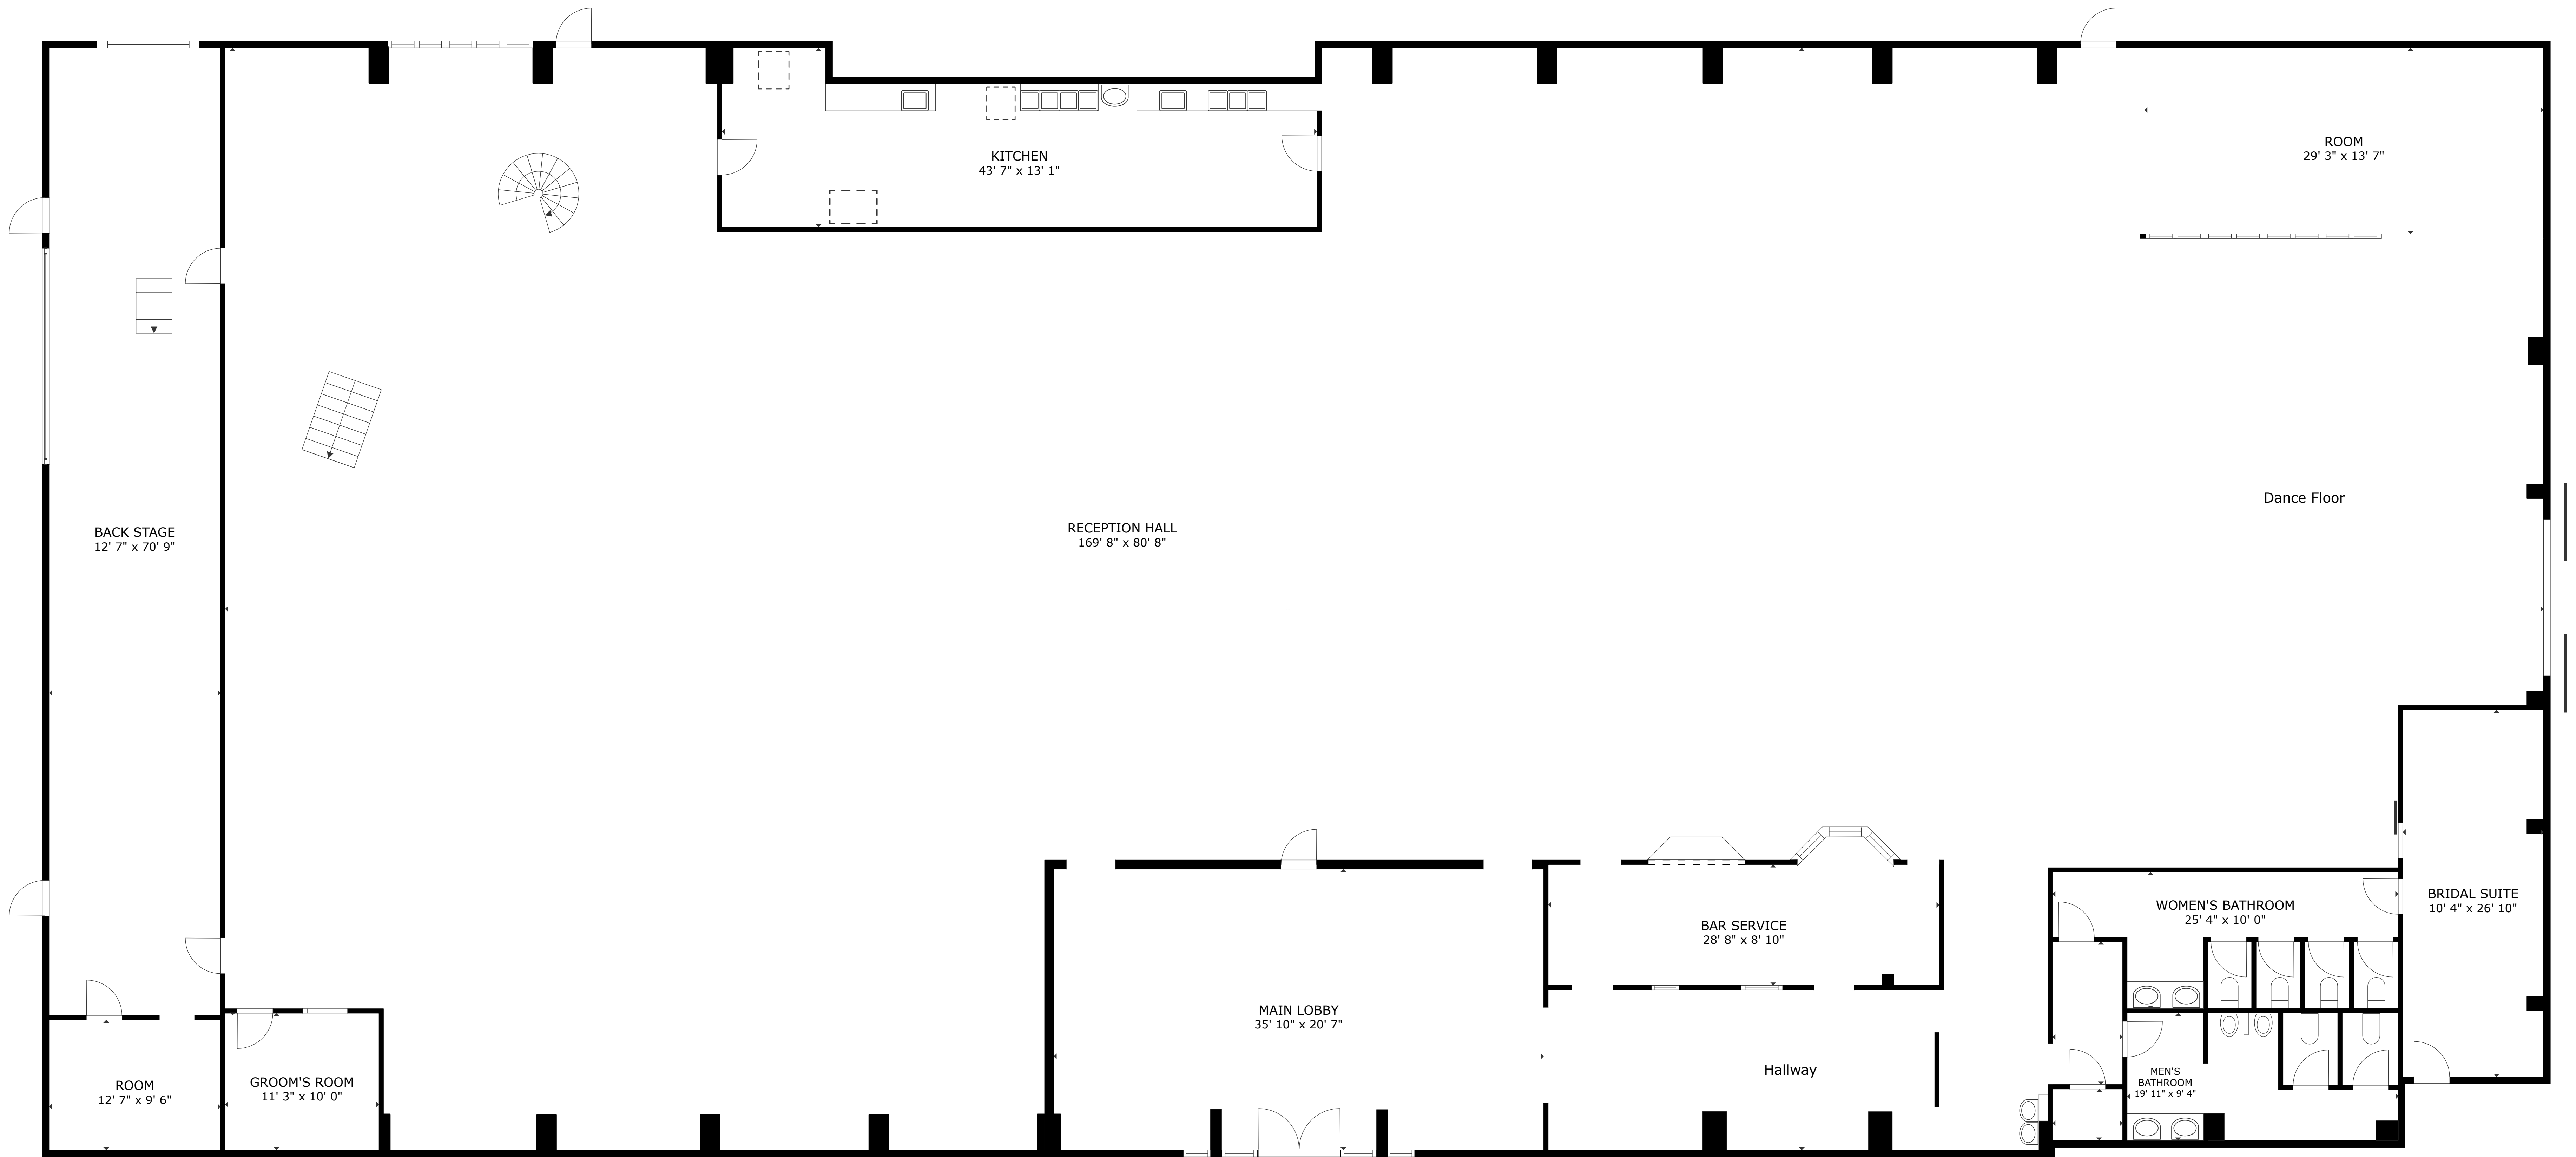 KITCHEN
43' 7" x 13' 1"
ROOM
29' 3" x 13' 7"
Dance Floor
BACK STAGE
12' 7" x 70' 9"
RECEPTION HALL
169' 8" x 80' 8"
WOMEN'S BATHROOM
25' 4" x 10' 0"
BRIDAL SUITE
10' 4" x 26' 10"
BAR SERVICE
28' 8" x 8' 10"
MAIN LOBBY
35' 10" x 20' 7"
Hallway
MEN'S
BATHROOM
19' 11" x 9' 4"
ROOM
12' 7" x 9' 6"
GROOM'S ROOM
11' 3" x 10' 0"